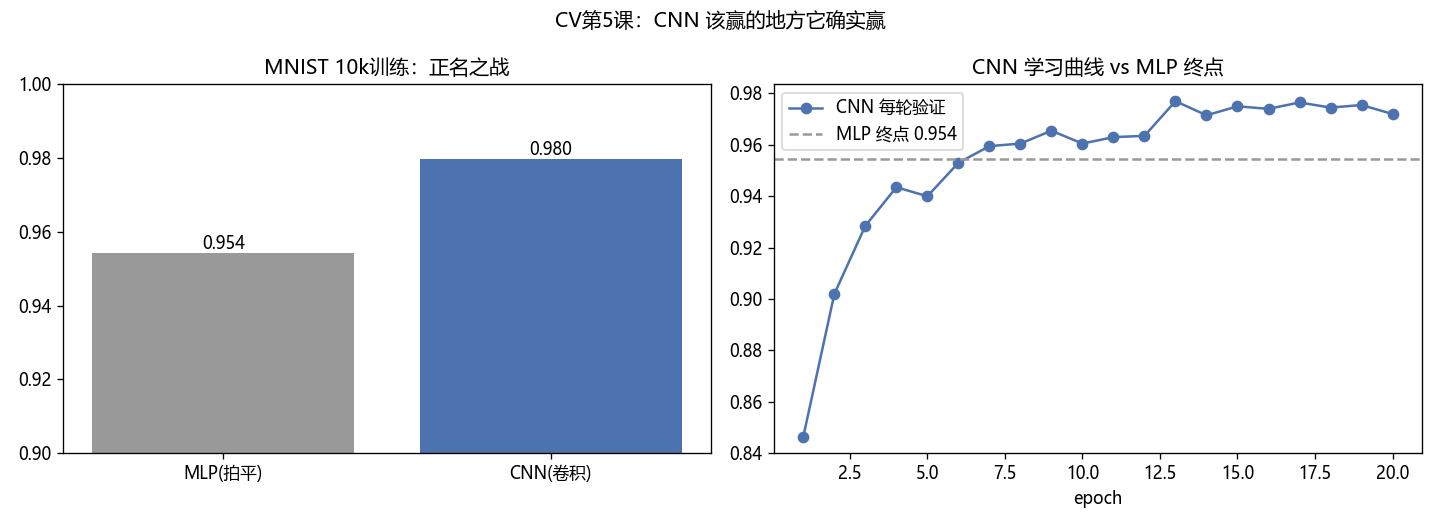 CV第5课：CNN 该赢的地方它确实赢
MNIST 10k训练：正名之战
1.00
0.98
0.96
0.94
0.92
0.90
0.954
0.980
MLP(拍平)
CNN(卷积)
CNN 学习曲线 vs MLP 终点
CNN 每轮验证
MLP 终点 0.954
0.98
0.96
0.94
0.92
0.90
0.88
0.86
0.84
2.5 5.0 7.5 10.0 12.5 15.0 17.5 20.0
epoch